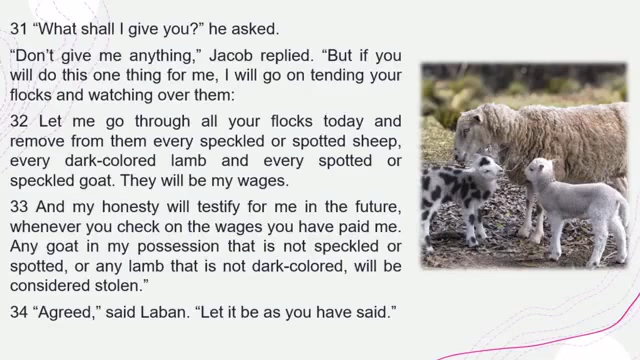 31 “What shall I give you?” he asked.
“Don’t give me anything,” Jacob replied. “But if you
will do this one thing for me, I will go on tending your
flocks and watching over them:
32 Let me go through all your flocks today and
remove from them every speckled or spotted sheep,
every dark-colored lamb and every spotted or
speckled goat. They will be my wages.
33 And my honesty will testify for me in the future,
whenever you check on the wages you have paid me.
Any goat in my possession that is not speckled or
spotted, or any lamb that is not dark-colored, will be
considered stolen.”
34 “Agreed,” said Laban. “Let it be as you have said.”